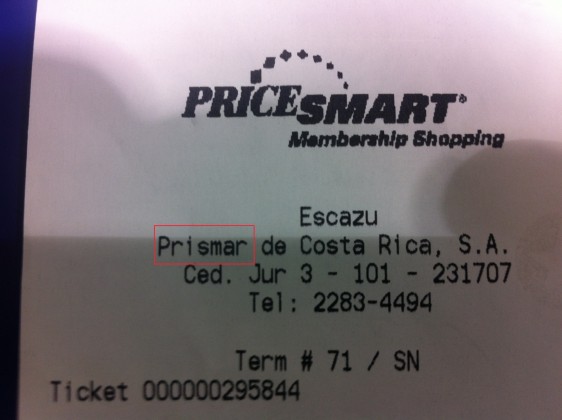 PRICESMART®
Membership Shopping
Escazu
Prismar de Costa Rica, S.A.
Ced. Jur 3 - 101 - 231707
Tel: 2283-4494
Term # 71 / SN
Ticket 000000295844